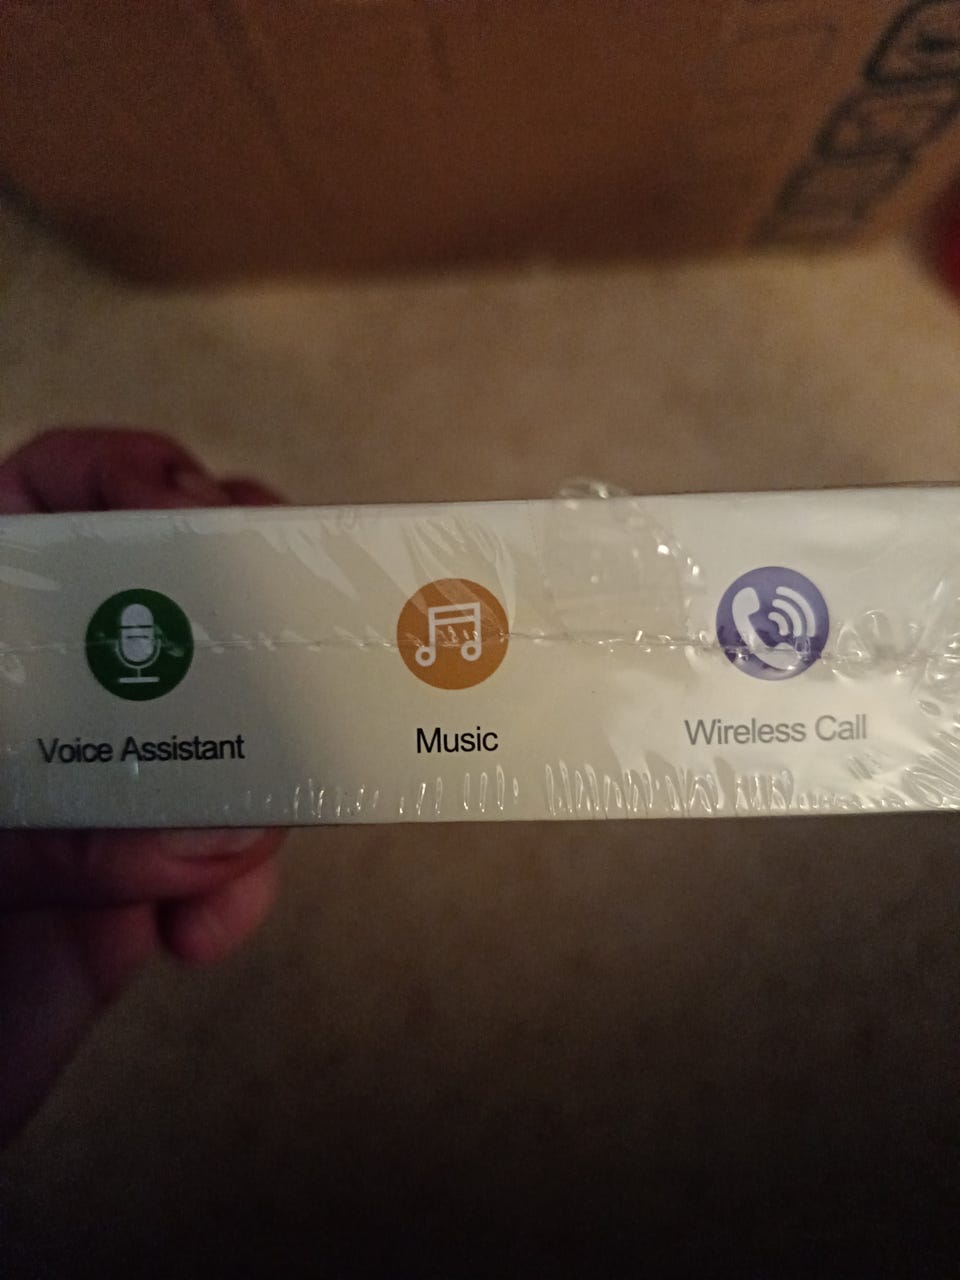 Voice Assistant
Music
Wireless Call